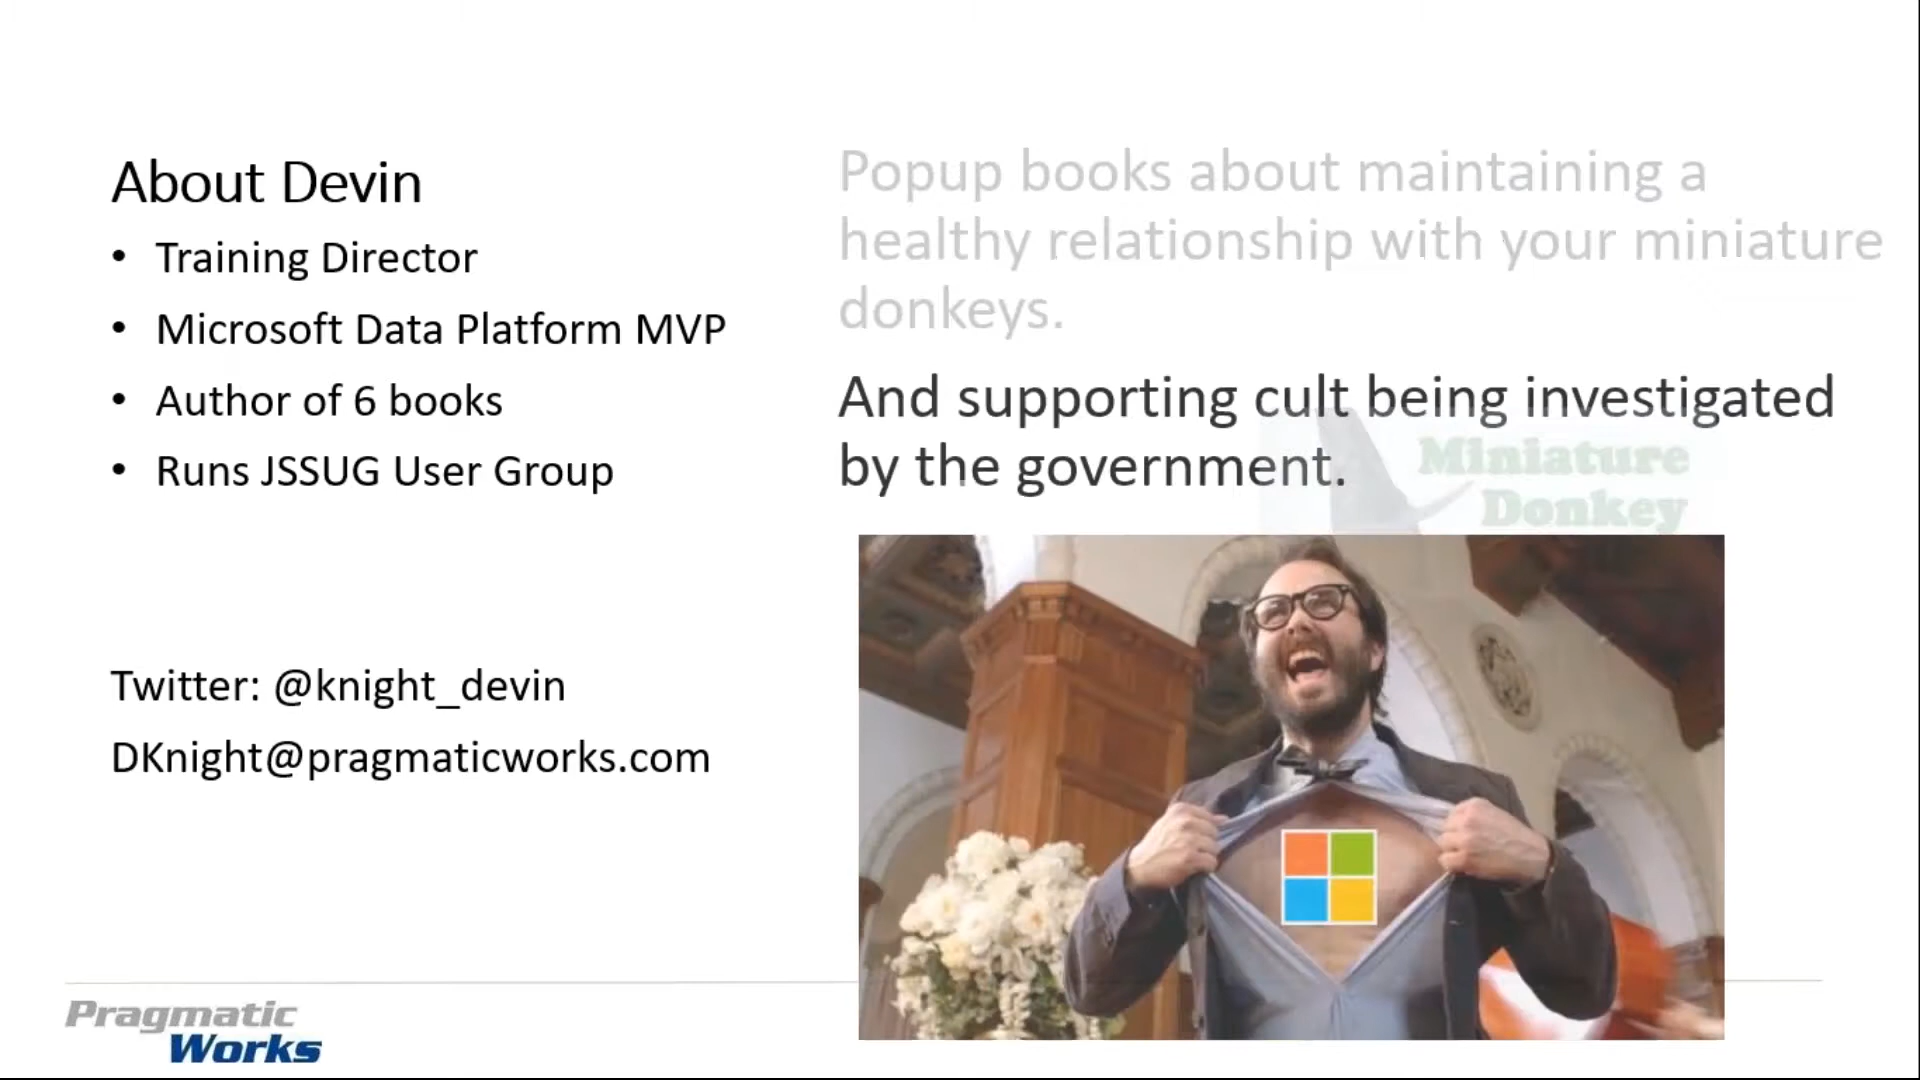 About Devin
• Training Director
• Microsoft Data Platform MVP
• Author of 6 books
• Runs JSSUG User Group
Twitter: @knight_devin
DKnight@pragmaticworks.com
Popup books about maintaining a
healthy relationship with your miniature
donkeys.
And supporting cult being investigated
by the government.
Miniature
Donkey
Pragmatic
Works